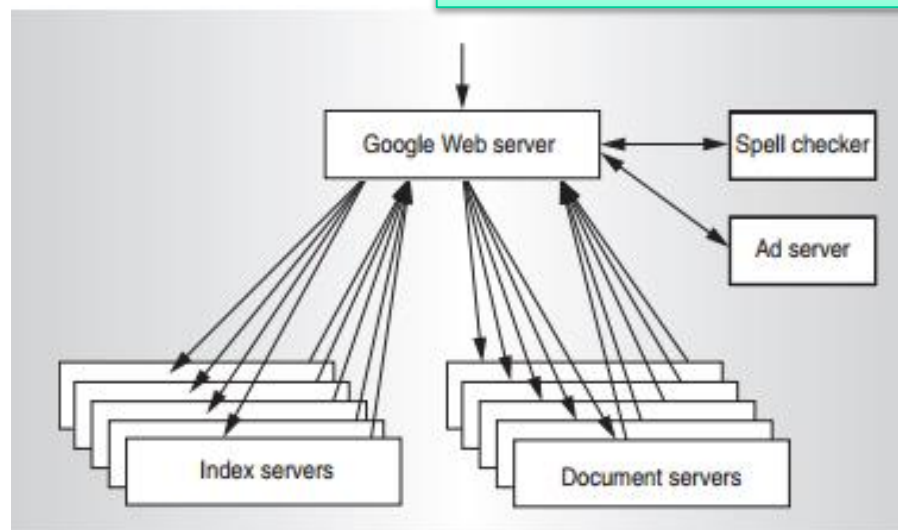 Google Web server
Spell checker
Ad server
Index servers
Document servers